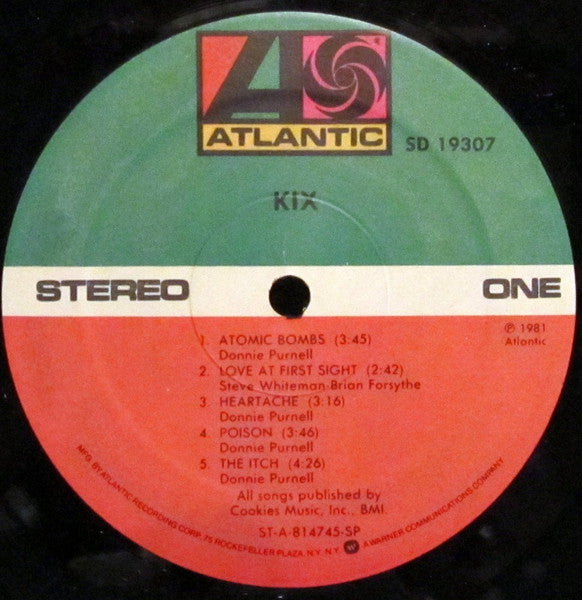 ATLANTIC
SD 19307
KIX
STEREO
ONE
℗ 1981
Atlantic
1. ATOMIC BOMBS (3:45)
Donnie Purnell
2. LOVE AT FIRST SIGHT (2:42)
Steve Whiteman-Brian Forsythe
3. HEARTACHE (3:16)
Donnie Purnell
4. POISON (3:46)
Donnie Purnell
5. THE ITCH (4:26)
Donnie Purnell
All songs published by
Cookies Music, Inc., BMI.
ST-A-814745-SP
MFG. BY ATLANTIC RECORDING CORP. 75 ROCKEFELLER PLAZA, N.Y. N.Y. W A WARNER COMMUNICATIONS COMPANY